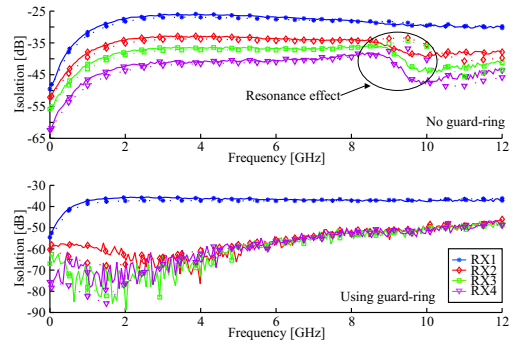 -25
-35
-45
-55
-65
Isolation [dB]
Resonance effect
No guard-ring
0 2 4 6 8 10 12
Frequency [GHz]
-30
-40
-50
-60
-70
-80
-90
Isolation [dB]
RX1
RX2
RX3
RX4
Using guard-ring
0 2 4 6 8 10 12
Frequency [GHz]